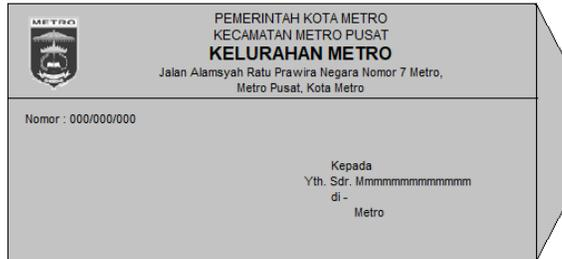 METRO
PEMERINTAH KOTA METRO
KECAMATAN METRO PUSAT
KELURAHAN METRO
Jalan Alamsyah Ratu Prawira Negara Nomor 7 Metro,
Metro Pusat, Kota Metro
Nomor : 000/000/000
Kepada
Yth. Sdr. Mmmmmmmmmmmmm
di -
Metro